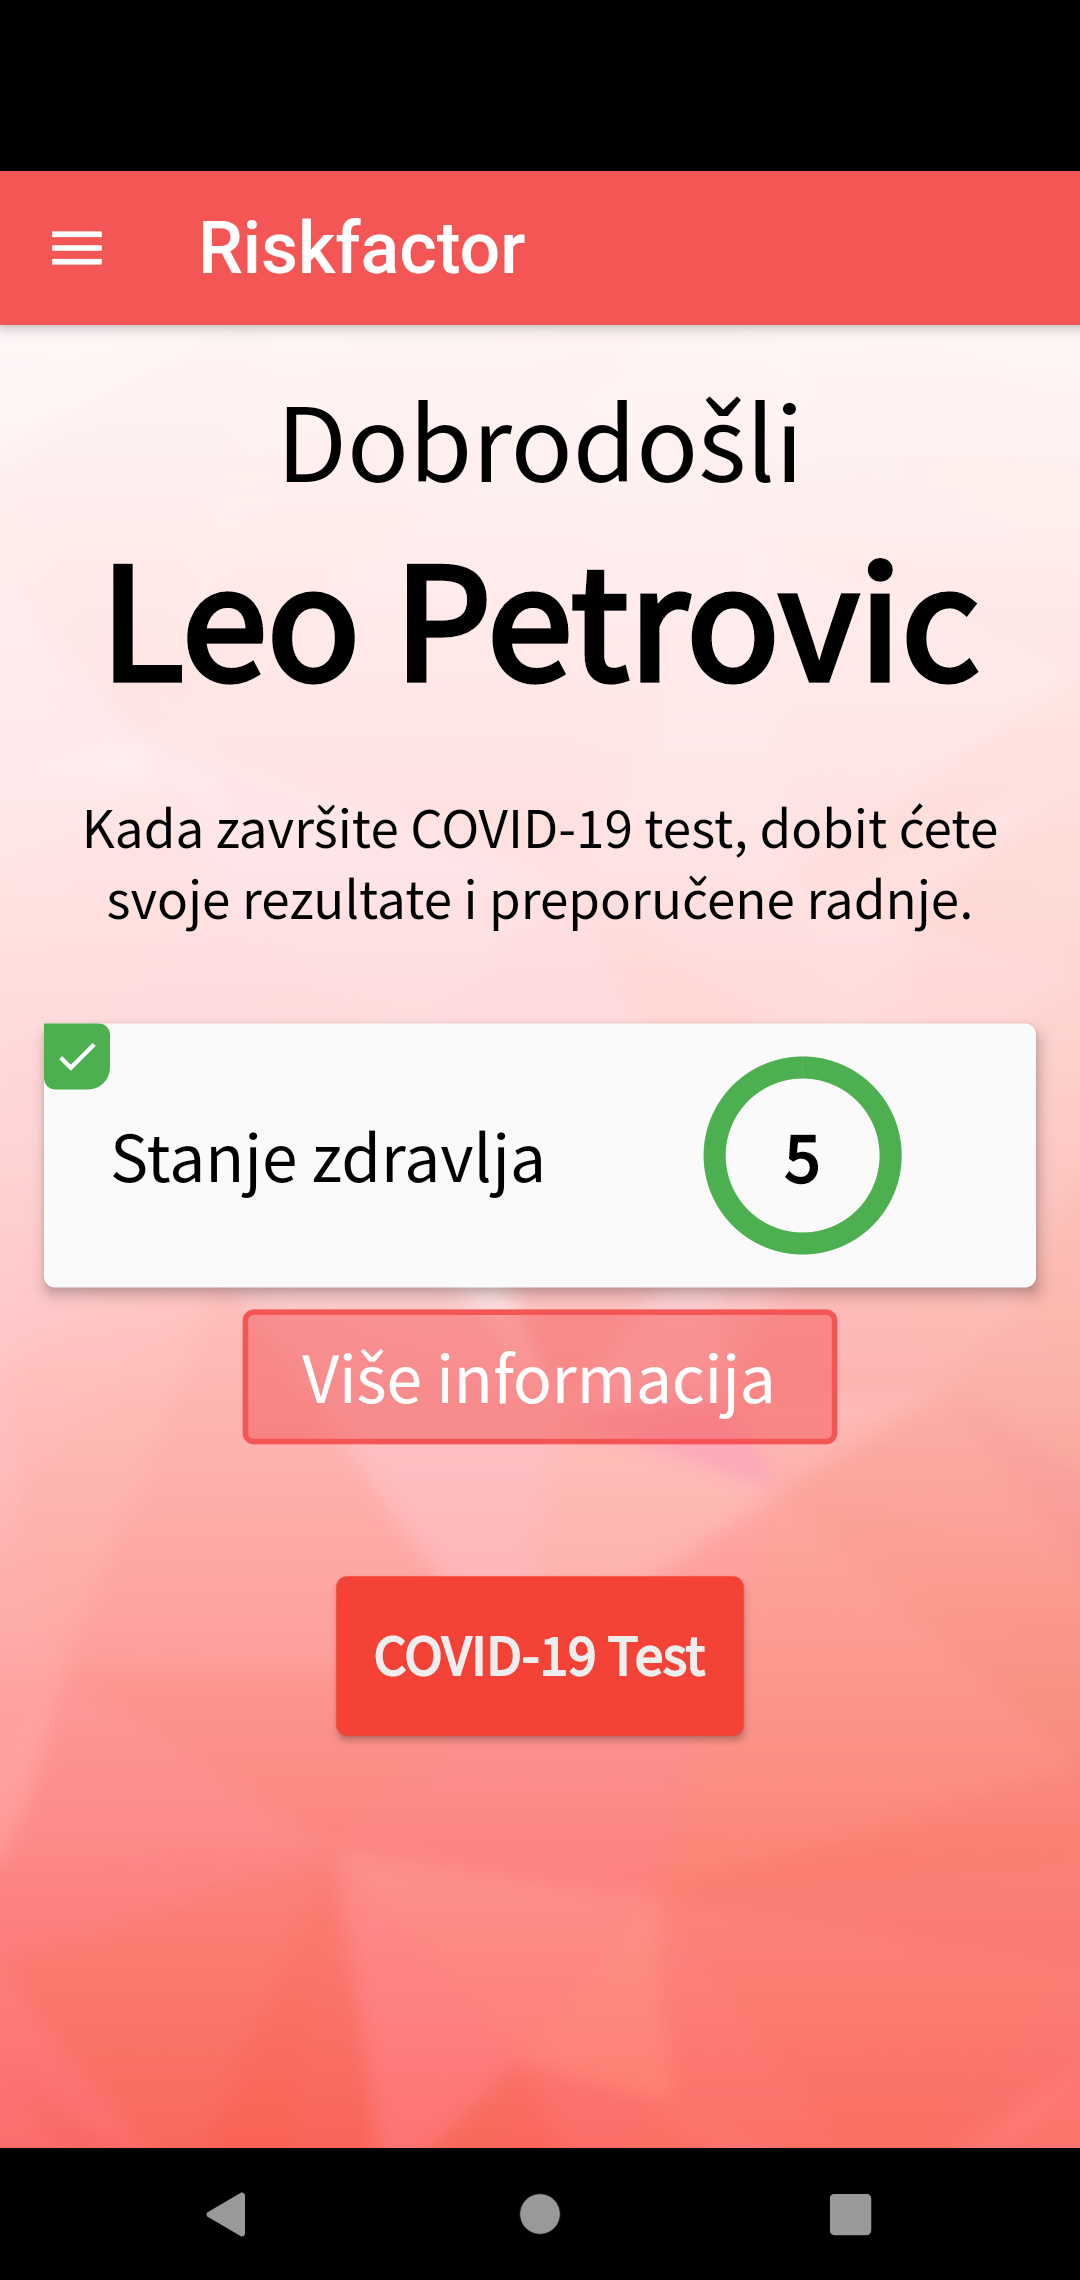 Riskfactor
Dobrodošli
Leo Petrovic
Kada završite COVID-19 test, dobit ćete
svoje rezultate i preporučene radnje.
Stanje zdravlja
5
Više informacija
COVID-19 Test